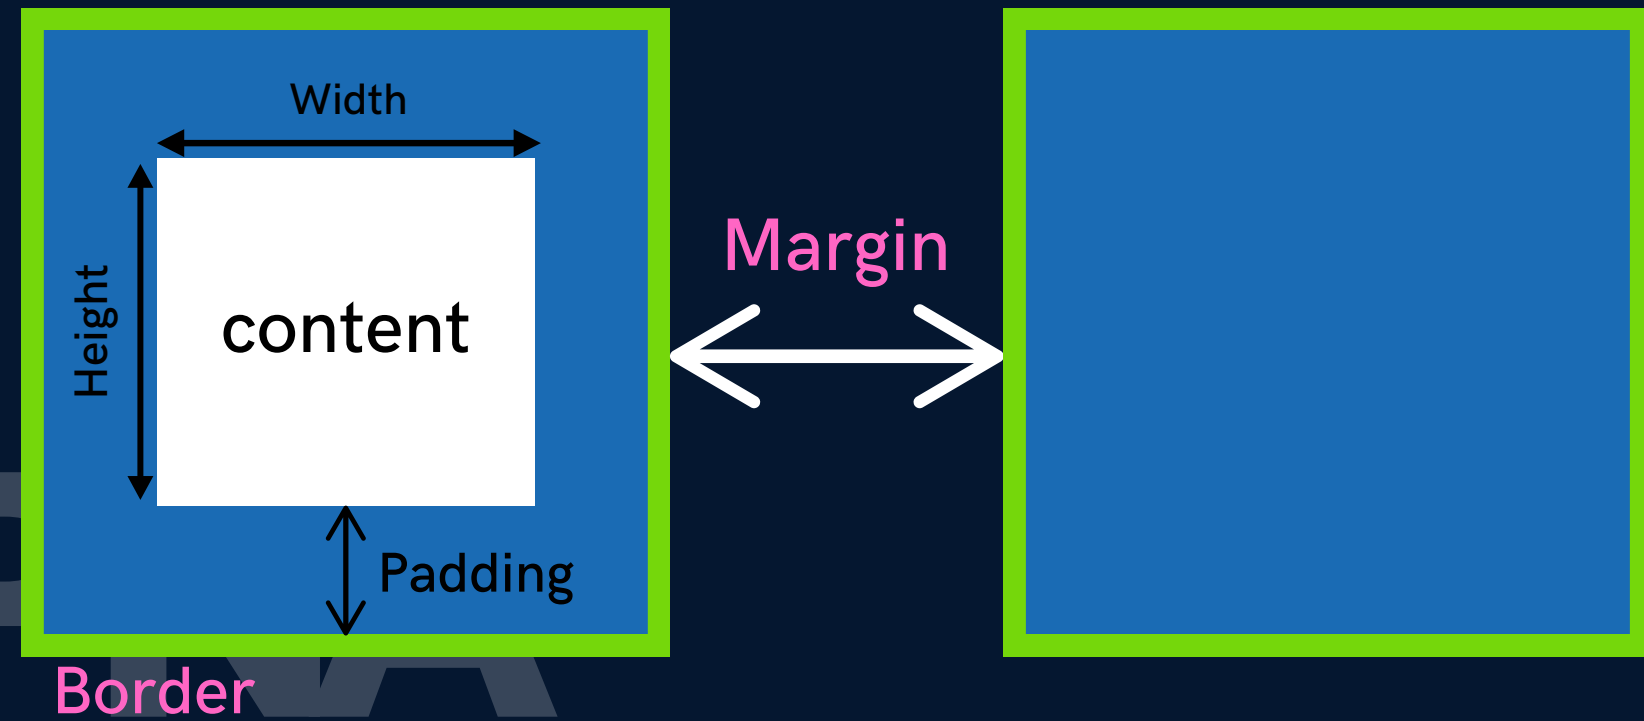 Width
Height
content
Margin
Padding
Border